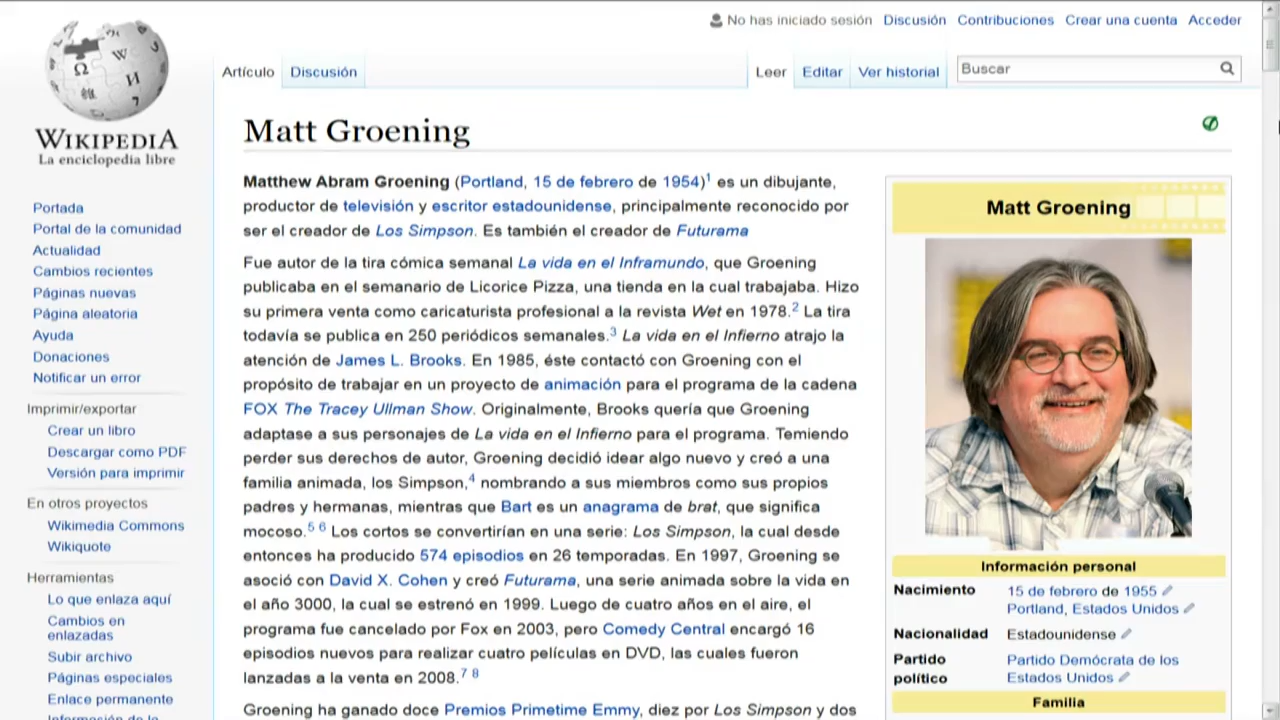 No has iniciado sesión Discusión Contribuciones Crear una cuenta Acceder
Artículo Discusión Leer Editar Ver historial Buscar
WIKIPEDIA
La enciclopedia libre
Portada
Portal de la comunidad
Actualidad
Cambios recientes
Páginas nuevas
Página aleatoria
Ayuda
Donaciones
Notificar un error
Imprimir/exportar
Crear un libro
Descargar como PDF
Versión para imprimir
En otros proyectos
Wikimedia Commons
Wikiquote
Herramientas
Lo que enlaza aquí
Cambios en
enlazadas
Subir archivo
Páginas especiales
Enlace permanente
Información de la
Matt Groening
Matthew Abram Groening (Portland, 15 de febrero de 1954)1 es un dibujante,
productor de televisión y escritor estadounidense, principalmente reconocido por
ser el creador de Los Simpson. Es también el creador de Futurama
Fue autor de la tira cómica semanal La vida en el Inframundo, que Groening
publicaba en el semanario de Licorice Pizza, una tienda en la cual trabajaba. Hizo
su primera venta como caricaturista profesional a la revista Wet en 1978.2 La tira
todavía se publica en 250 periódicos semanales.3 La vida en el Infierno atrajo la
atención de James L. Brooks. En 1985, éste contactó con Groening con el
propósito de trabajar en un proyecto de animación para el programa de la cadena
FOX The Tracey Ullman Show. Originalmente, Brooks quería que Groening
adaptase a sus personajes de La vida en el Infierno para el programa. Temiendo
perder sus derechos de autor, Groening decidió idear algo nuevo y creó a una
familia animada, los Simpson,4 nombrando a sus miembros como sus propios
padres y hermanas, mientras que Bart es un anagrama de brat, que significa
mocoso.5 6 Los cortos se convertirían en una serie: Los Simpson, la cual desde
entonces ha producido 574 episodios en 26 temporadas. En 1997, Groening se
asoció con David X. Cohen y creó Futurama, una serie animada sobre la vida en
el año 3000, la cual se estrenó en 1999. Luego de cuatro años en el aire, el
programa fue cancelado por Fox en 2003, pero Comedy Central encargó 16
episodios nuevos para realizar cuatro películas en DVD, las cuales fueron
lanzadas a la venta en 2008.7 8
Groening ha ganado doce Premios Primetime Emmy, diez por Los Simpson y dos
Matt Groening
Información personal
Nacimiento 15 de febrero de 1955
Portland, Estados Unidos
Nacionalidad Estadounidense
Partido Partido Demócrata de los
político Estados Unidos
Familia